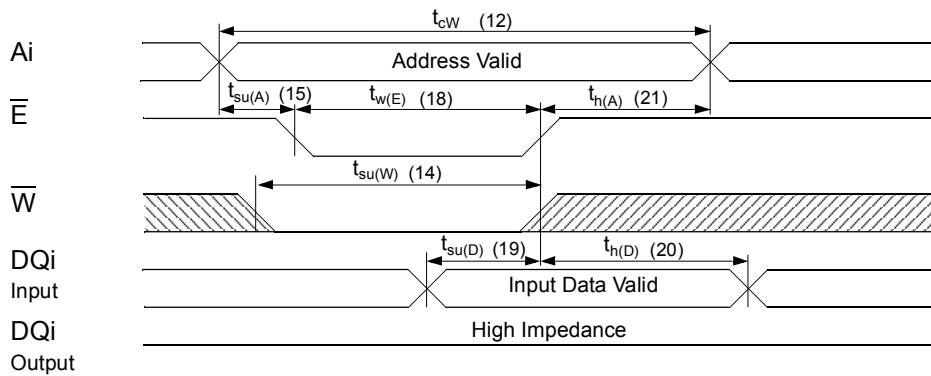 tcW (12)
Ai
Address Valid
tsu(A) (15)
tw(E) (18)
th(A) (21)
E
tsu(W) (14)
W
tsu(D) (19)
th(D) (20)
DQi
Input
Input Data Valid
DQi
Output
High Impedance